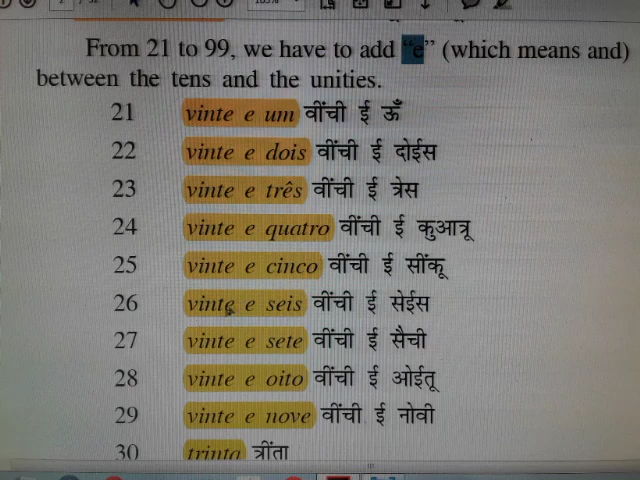 From 21 to 99, we have to add “e” (which means and)
between the tens and the unities.
21 vinte e um वींची ई ऊँ
22 vinte e dois वींची ई दोईस
23 vinte e três वींची ई त्रेस
24 vinte e quatro वींची ई कुआत्रू
25 vinte e cinco वींची ई सींकू
26 vinte e seis वींची ई सेईस
27 vinte e sete वींची ई सैची
28 vinte e oito वींची ई ओईतू
29 vinte e nove वींची ई नोवी
30 trinta त्रींता